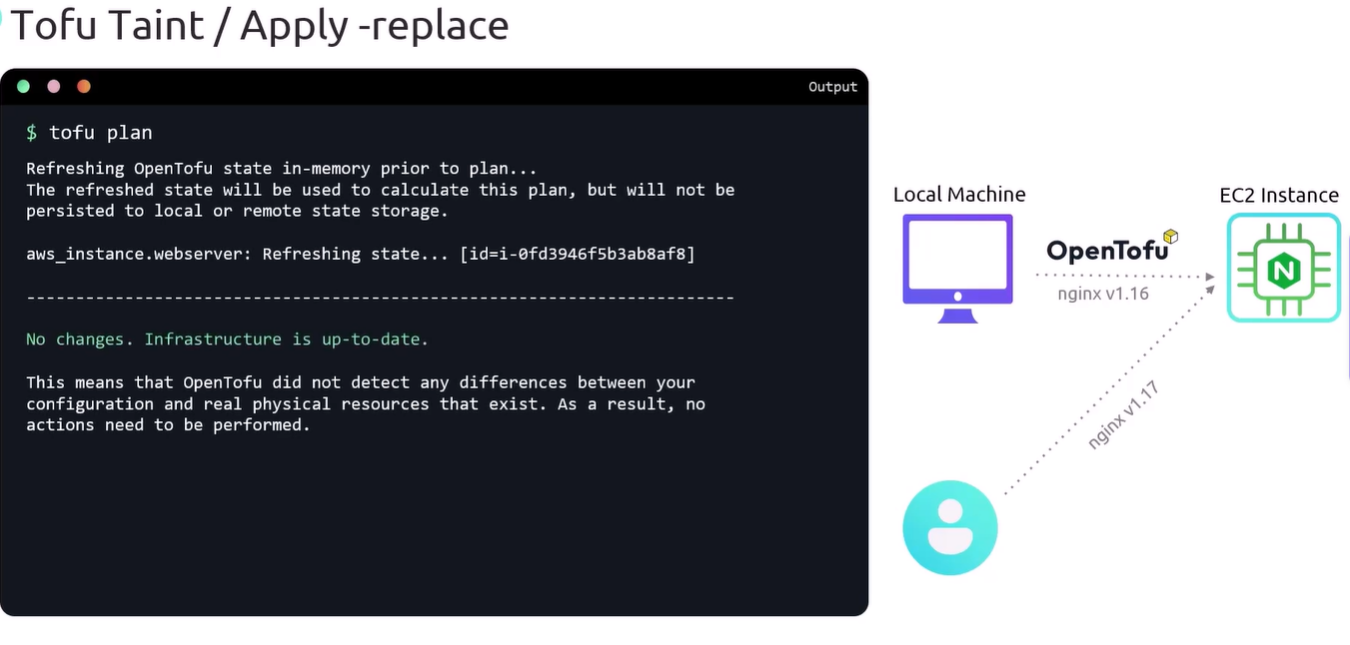 Tofu Taint / Apply -replace
Output
$ tofu plan
Refreshing OpenTofu state in-memory prior to plan...
The refreshed state will be used to calculate this plan, but will not be
persisted to local or remote state storage.
aws_instance.webserver: Refreshing state... [id=i-0fd3946f5b3ab8af8]
------------------------------------------------------------------------
No changes. Infrastructure is up-to-date.
This means that OpenTofu did not detect any differences between your
configuration and real physical resources that exist. As a result, no
actions need to be performed.
Local Machine
EC2 Instance
OpenTofu
nginx v1.16
N
nginx v1.17